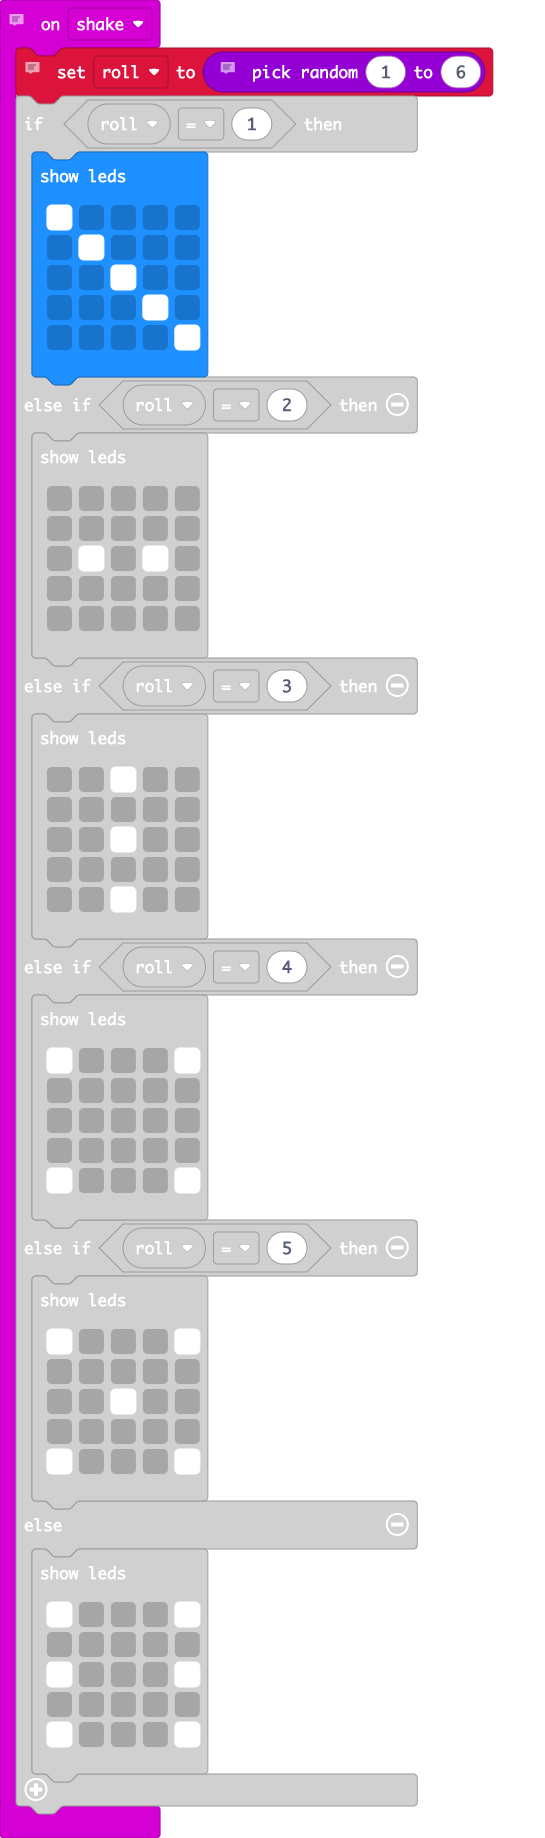 on shake
set roll to pick random 1 to 6
if roll = 1 then
show leds
else if roll = 2 then
show leds
else if roll = 3 then
show leds
else if roll = 4 then
show leds
else if roll = 5 then
show leds
else
show leds